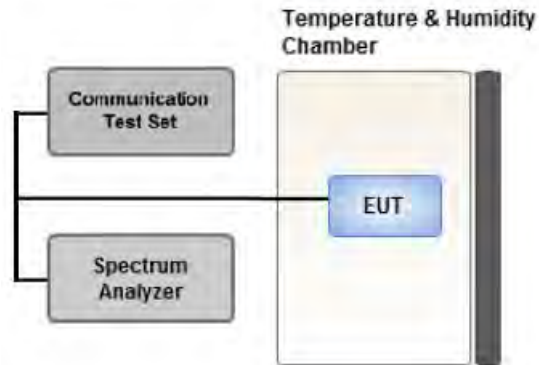 Temperature & Humidity
Chamber
Communication
Test Set
EUT
Spectrum
Analyzer